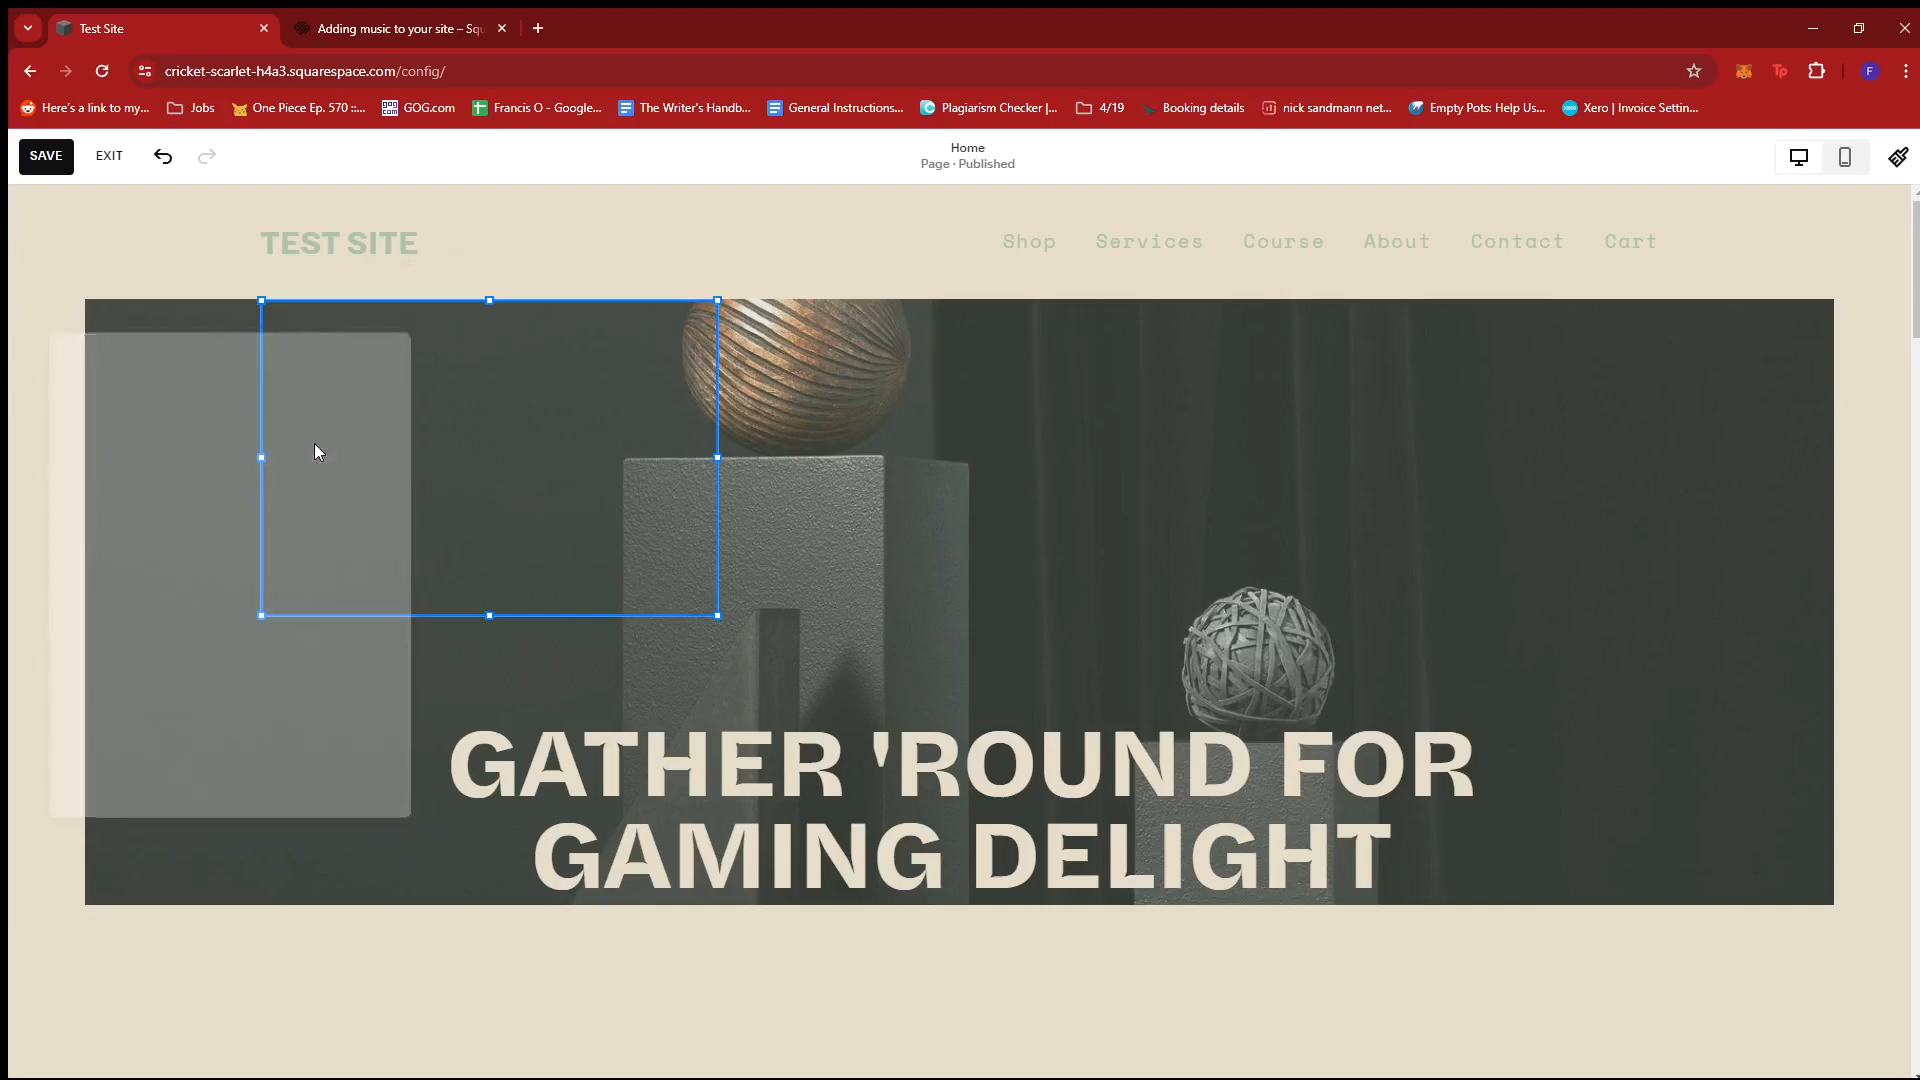 Test Site
Adding music to your site – Squ
cricket-scarlet-h4a3.squarespace.com/config/
Tp
F
Here's a link to my...
Jobs
One Piece Ep. 570 ::...
GOG.com
Francis O - Google...
The Writer's Handb...
General Instructions...
Plagiarism Checker |...
4/19
Booking details
nick sandmann net...
Empty Pots: Help Us...
Xero | Invoice Settin...
SAVE
EXIT
Home
Page · Published
TEST SITE
Shop
Services
Course
About
Contact
Cart
GATHER 'ROUND FOR
GAMING DELIGHT